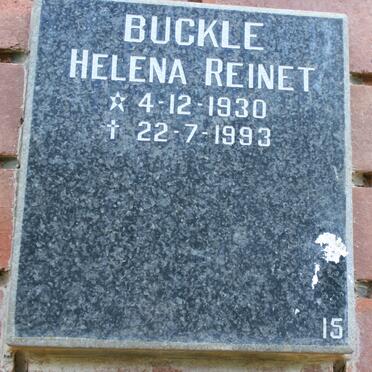 BUCKLE
HELENA REINET
☆ 4-12-1930
† 22-7-1993
15